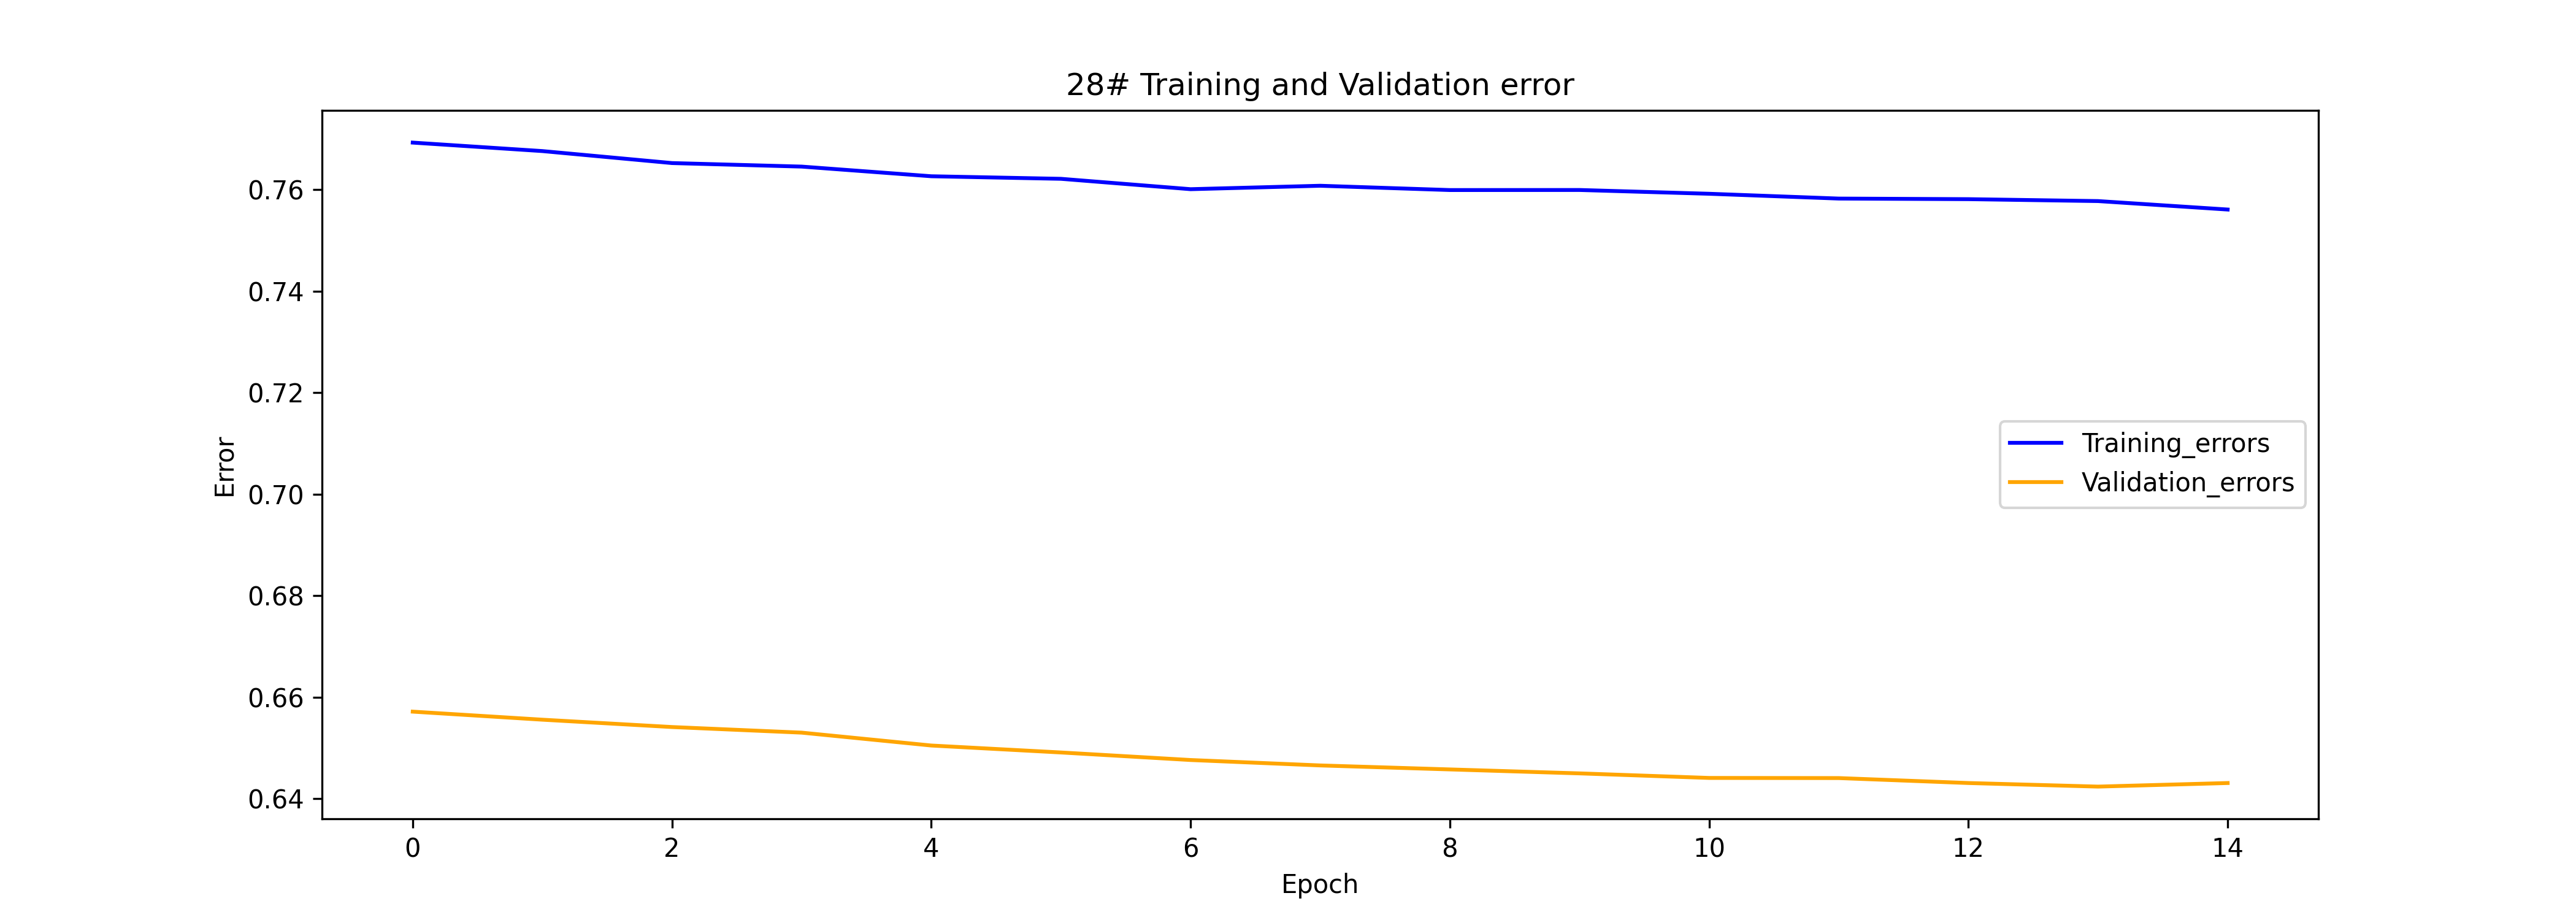 28# Training and Validation error
0.76
0.74
0.72
0.70
0.68
0.66
0.64
Error
Training_errors
Validation_errors
0 2 4 6 8 10 12 14
Epoch